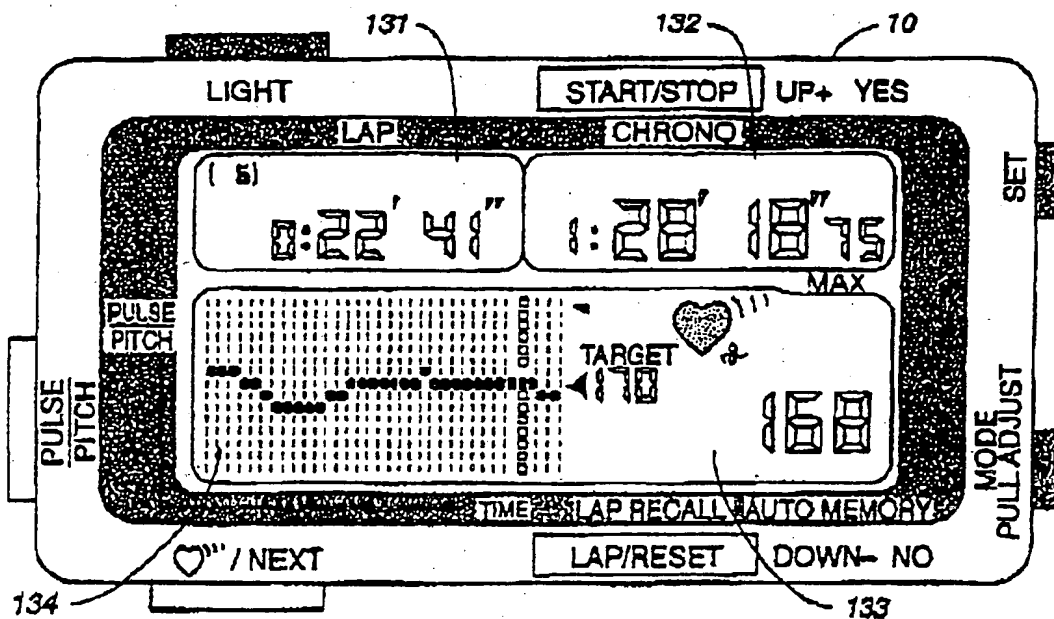 131 132 10
LIGHT START/STOP UP+ YES
LAP CHRONO
SET
( 5)
0:22' 41" 1:28' 18" 75
MAX
PULSE
PITCH
TARGET
170
168
PULSE
PITCH
MODE
PULL ADJUST
TIME LAP RECALL AUTO MEMORY
/ NEXT LAP/RESET DOWN- NO
134 133